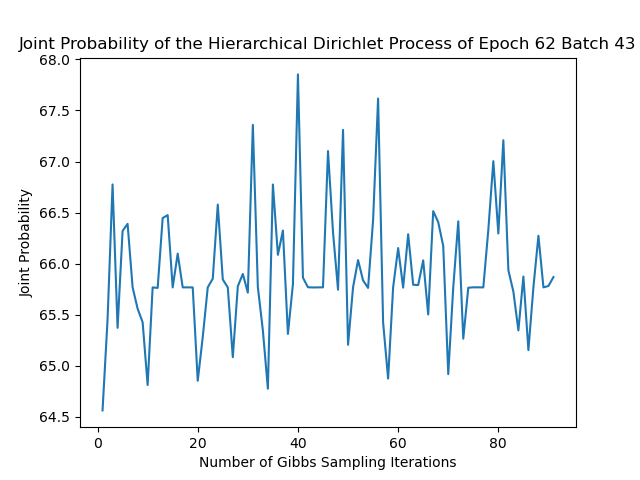 Joint Probability of the Hierarchical Dirichlet Process of Epoch 62 Batch 43
68.0
67.5
67.0
66.5
66.0
65.5
65.0
64.5
Joint Probability
0 20 40 60 80
Number of Gibbs Sampling Iterations